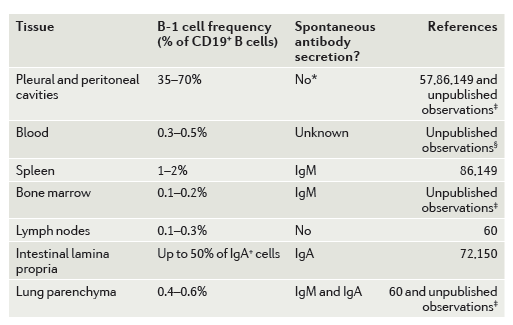 Tissue B-1 cell frequency (% of CD19⁺ B cells) Spontaneous antibody secretion? References
Pleural and peritoneal cavities 35–70% No* 57,86,149 and unpublished observations‡
Blood 0.3–0.5% Unknown Unpublished observations§
Spleen 1–2% IgM 86,149
Bone marrow 0.1–0.2% IgM Unpublished observations‡
Lymph nodes 0.1–0.3% No 60
Intestinal lamina propria Up to 50% of IgA⁺ cells IgA 72,150
Lung parenchyma 0.4–0.6% IgM and IgA 60 and unpublished observations‡